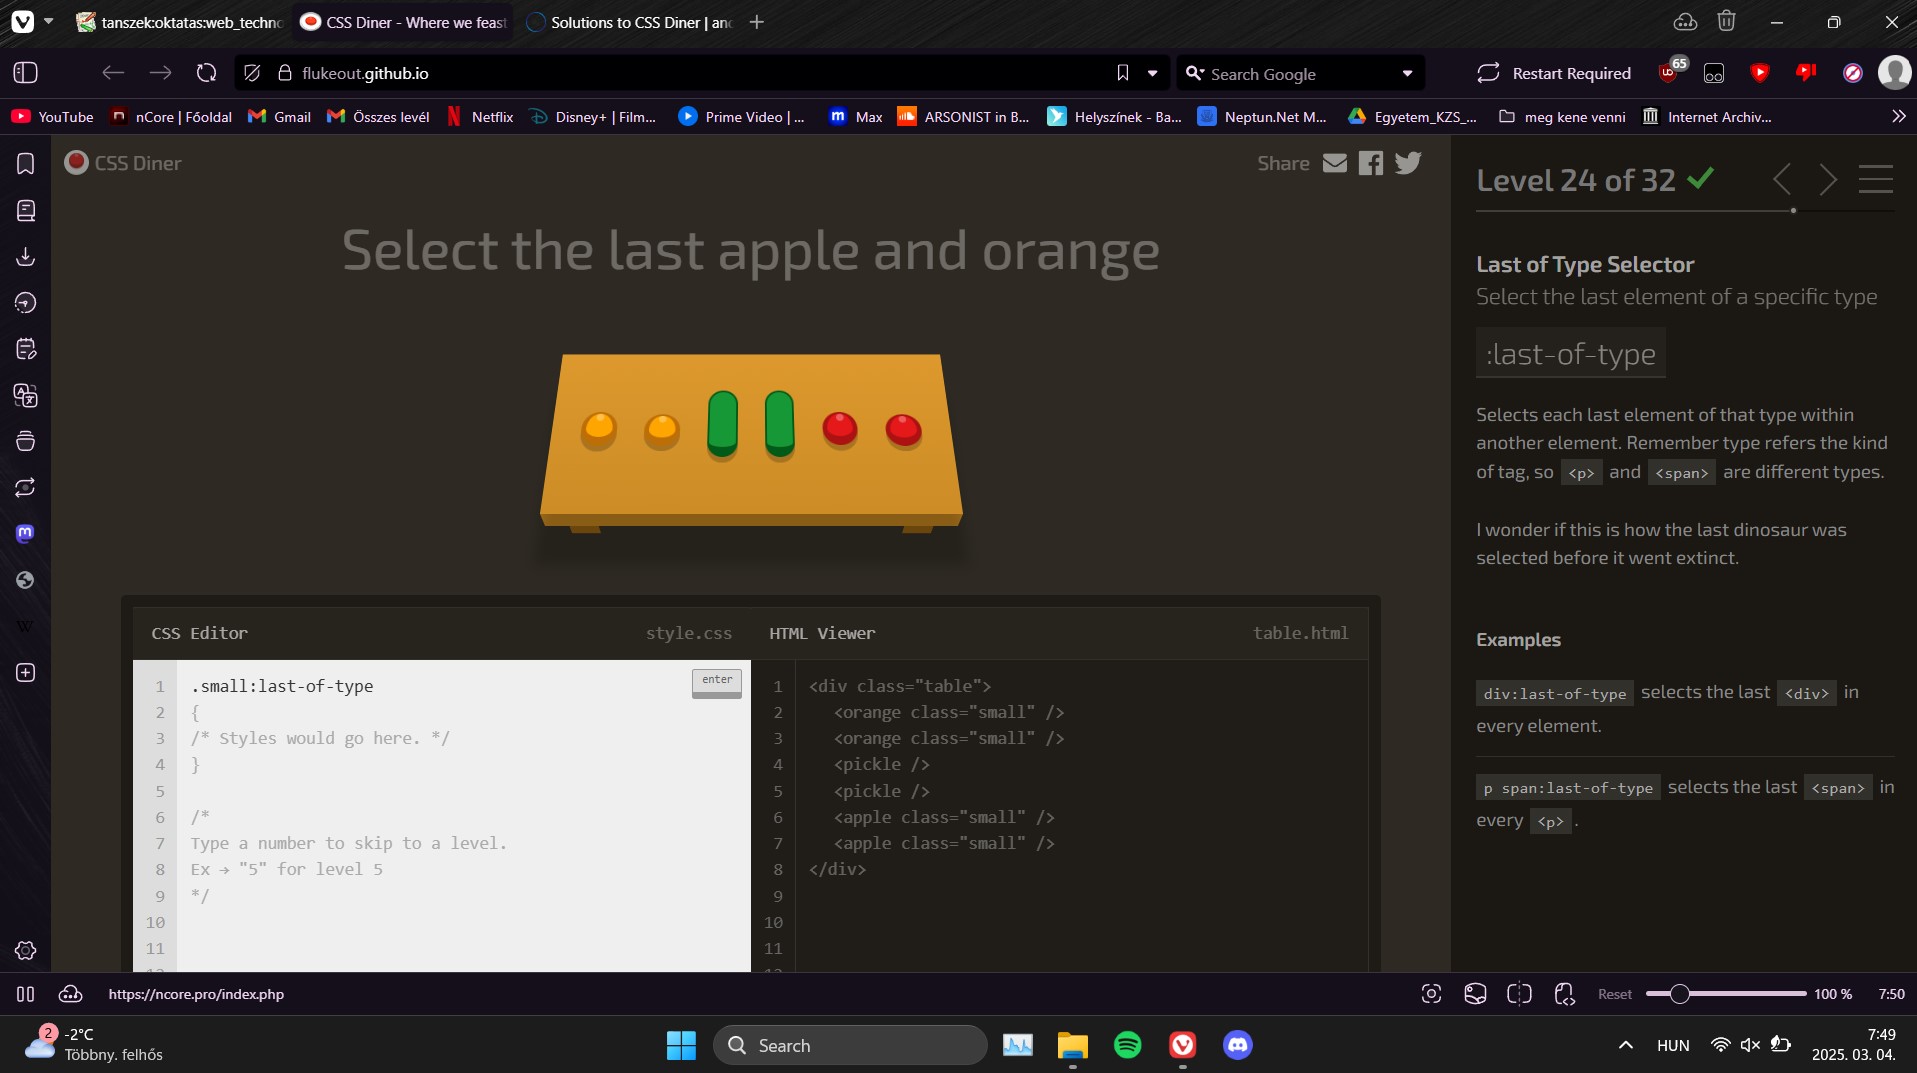 tanszek:oktatas:web_techno
CSS Diner - Where we feast
Solutions to CSS Diner | and
flukeout.github.io
Search Google
Restart Required
65
YouTube
nCore | Főoldal
Gmail
Összes levél
Netflix
Disney+ | Film...
Prime Video | ...
Max
ARSONIST in B...
Helyszínek - Ba...
Neptun.Net M...
Egyetem_KZS_...
meg kene venni
Internet Archiv...
CSS Diner
Share
Level 24 of 32
Select the last apple and orange
Last of Type Selector
Select the last element of a specific type
:last-of-type
Selects each last element of that type within
another element. Remember type refers the kind
of tag, so <p> and <span> are different types.
I wonder if this is how the last dinosaur was
selected before it went extinct.
Examples
div:last-of-type selects the last <div> in
every element.
p span:last-of-type selects the last <span> in
every <p> .
CSS Editor
style.css
HTML Viewer
table.html
enter
1 .small:last-of-type
2 {
3 /* Styles would go here. */
4 }
5
6 /*
7 Type a number to skip to a level.
8 Ex → "5" for level 5
9 */
10
11
12
1 <div class="table">
2 <orange class="small" />
3 <orange class="small" />
4 <pickle />
5 <pickle />
6 <apple class="small" />
7 <apple class="small" />
8 </div>
9
10
11
12
W
https://ncore.pro/index.php
Reset
100 %
7:50
2
-2°C
Többny. felhős
Search
HUN
7:49
2025. 03. 04.